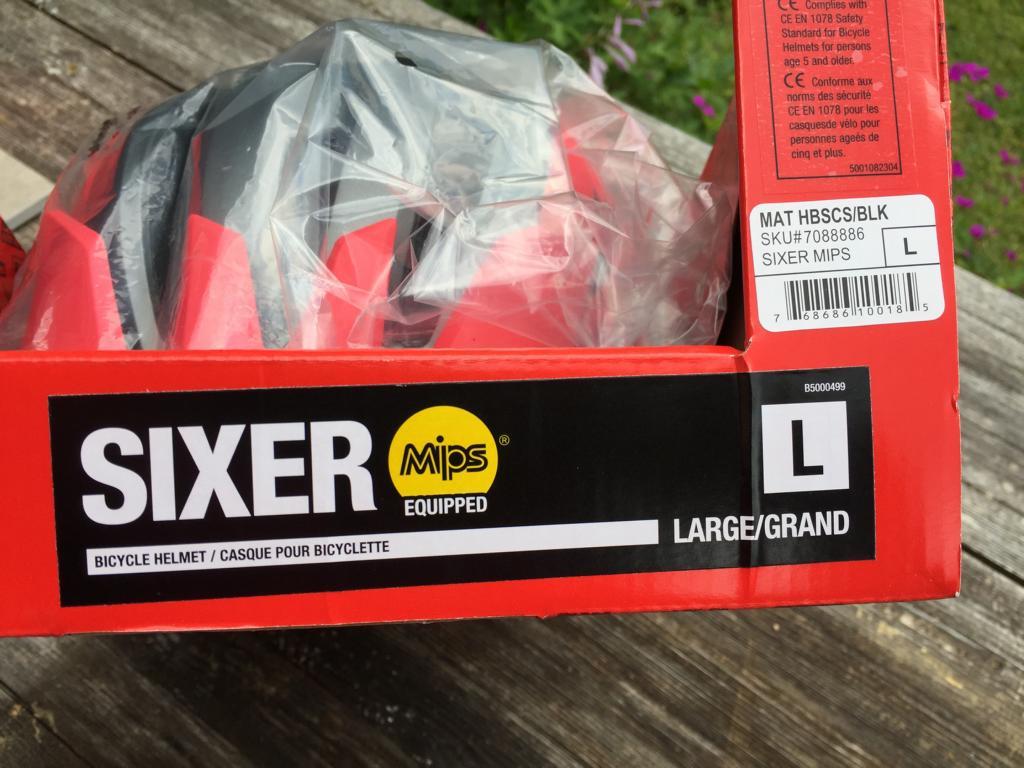 CE Complies with
CE EN 1078 Safety
Standard for Bicycle
Helmets for persons
age 5 and older.
CE Conforme aux
norms des sécurité
CE EN 1078 pour les
casquesde vélo pour
personnes ageés de
cinq et plus.
5001082304
MAT HBSCS/BLK
SKU#7088886
SIXER MIPS
L
7 68686 10018 5
B5000499
SIXER
Mips®
EQUIPPED
L
BICYCLE HELMET / CASQUE POUR BICYCLETTE
LARGE/GRAND